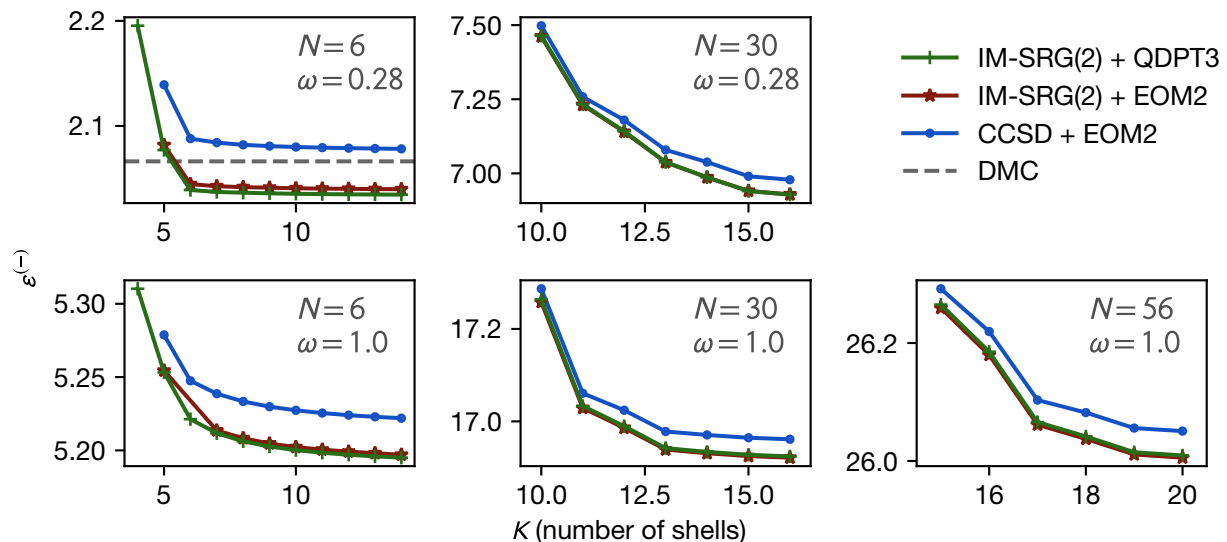 2.2
2.1
5
10
N = 6
ω = 0.28
7.50
7.25
7.00
10.0
12.5
15.0
N = 30
ω = 0.28
IM-SRG(2) + QDPT3
IM-SRG(2) + EOM2
CCSD + EOM2
DMC
ε(−)
5.30
5.25
5.20
5
10
N = 6
ω = 1.0
17.2
17.0
10.0
12.5
15.0
N = 30
ω = 1.0
26.2
26.0
16
18
20
N = 56
ω = 1.0
K (number of shells)